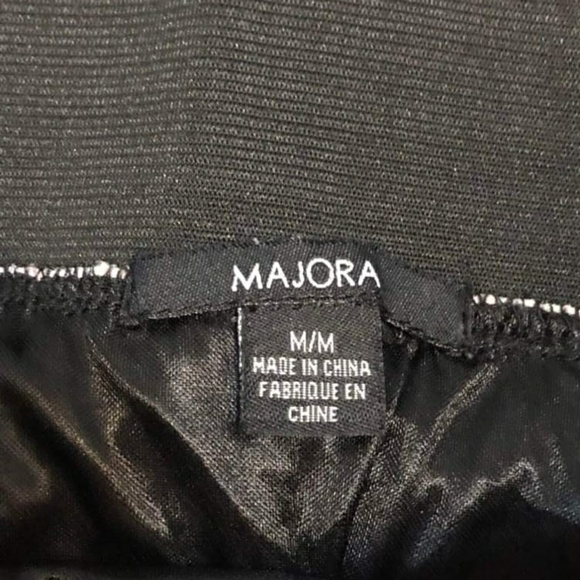 MAJORA
M/M
MADE IN CHINA
FABRIQUE EN
CHINE